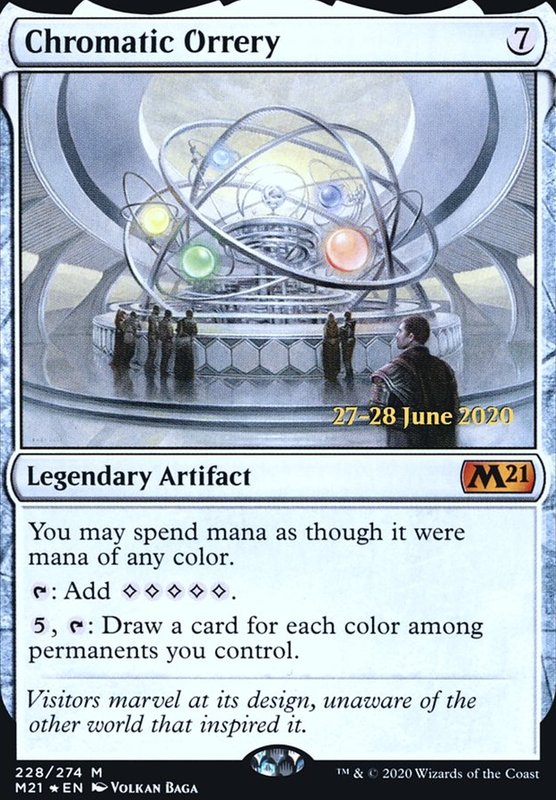 Chromatic Orrery 7
27-28 June 2020
Legendary Artifact M21
You may spend mana as though it were
mana of any color.
: Add .
5, : Draw a card for each color among
permanents you control.
Visitors marvel at its design, unaware of the
other world that inspired it.
228/274 M ™ & © 2020 Wizards of the Coast
M21 ★ EN Volkan Baga